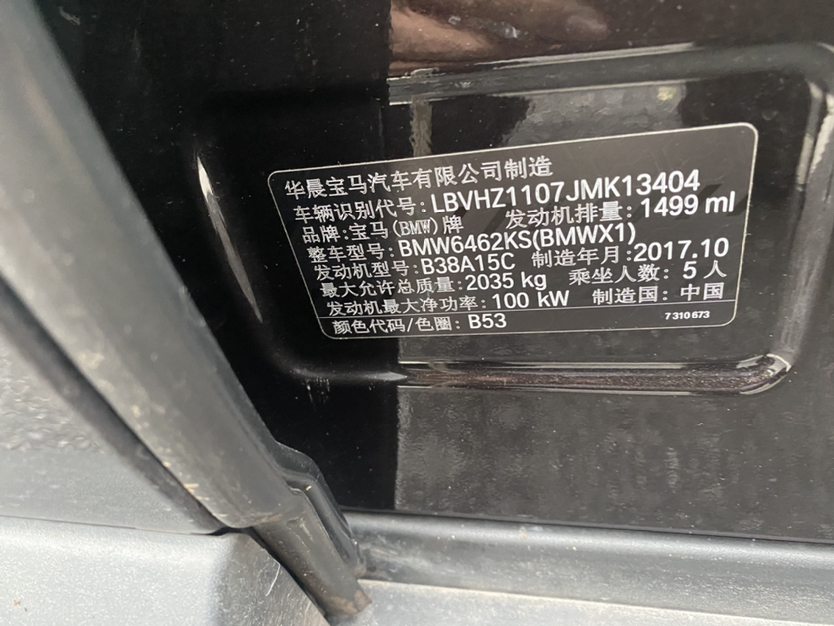 华晨宝马汽车有限公司制造
车辆识别代号:LBVHZ1107JMK13404
品牌:宝马(BMW)牌 发动机排量:1499 ml
整车型号:BMW6462KS(BMWX1)
发动机型号:B38A15C 制造年月:2017.10
最大允许总质量:2035 kg 乘坐人数:5人
发动机最大净功率:100 kW 制造国:中国
颜色代码/色圈:B53 7 310 673